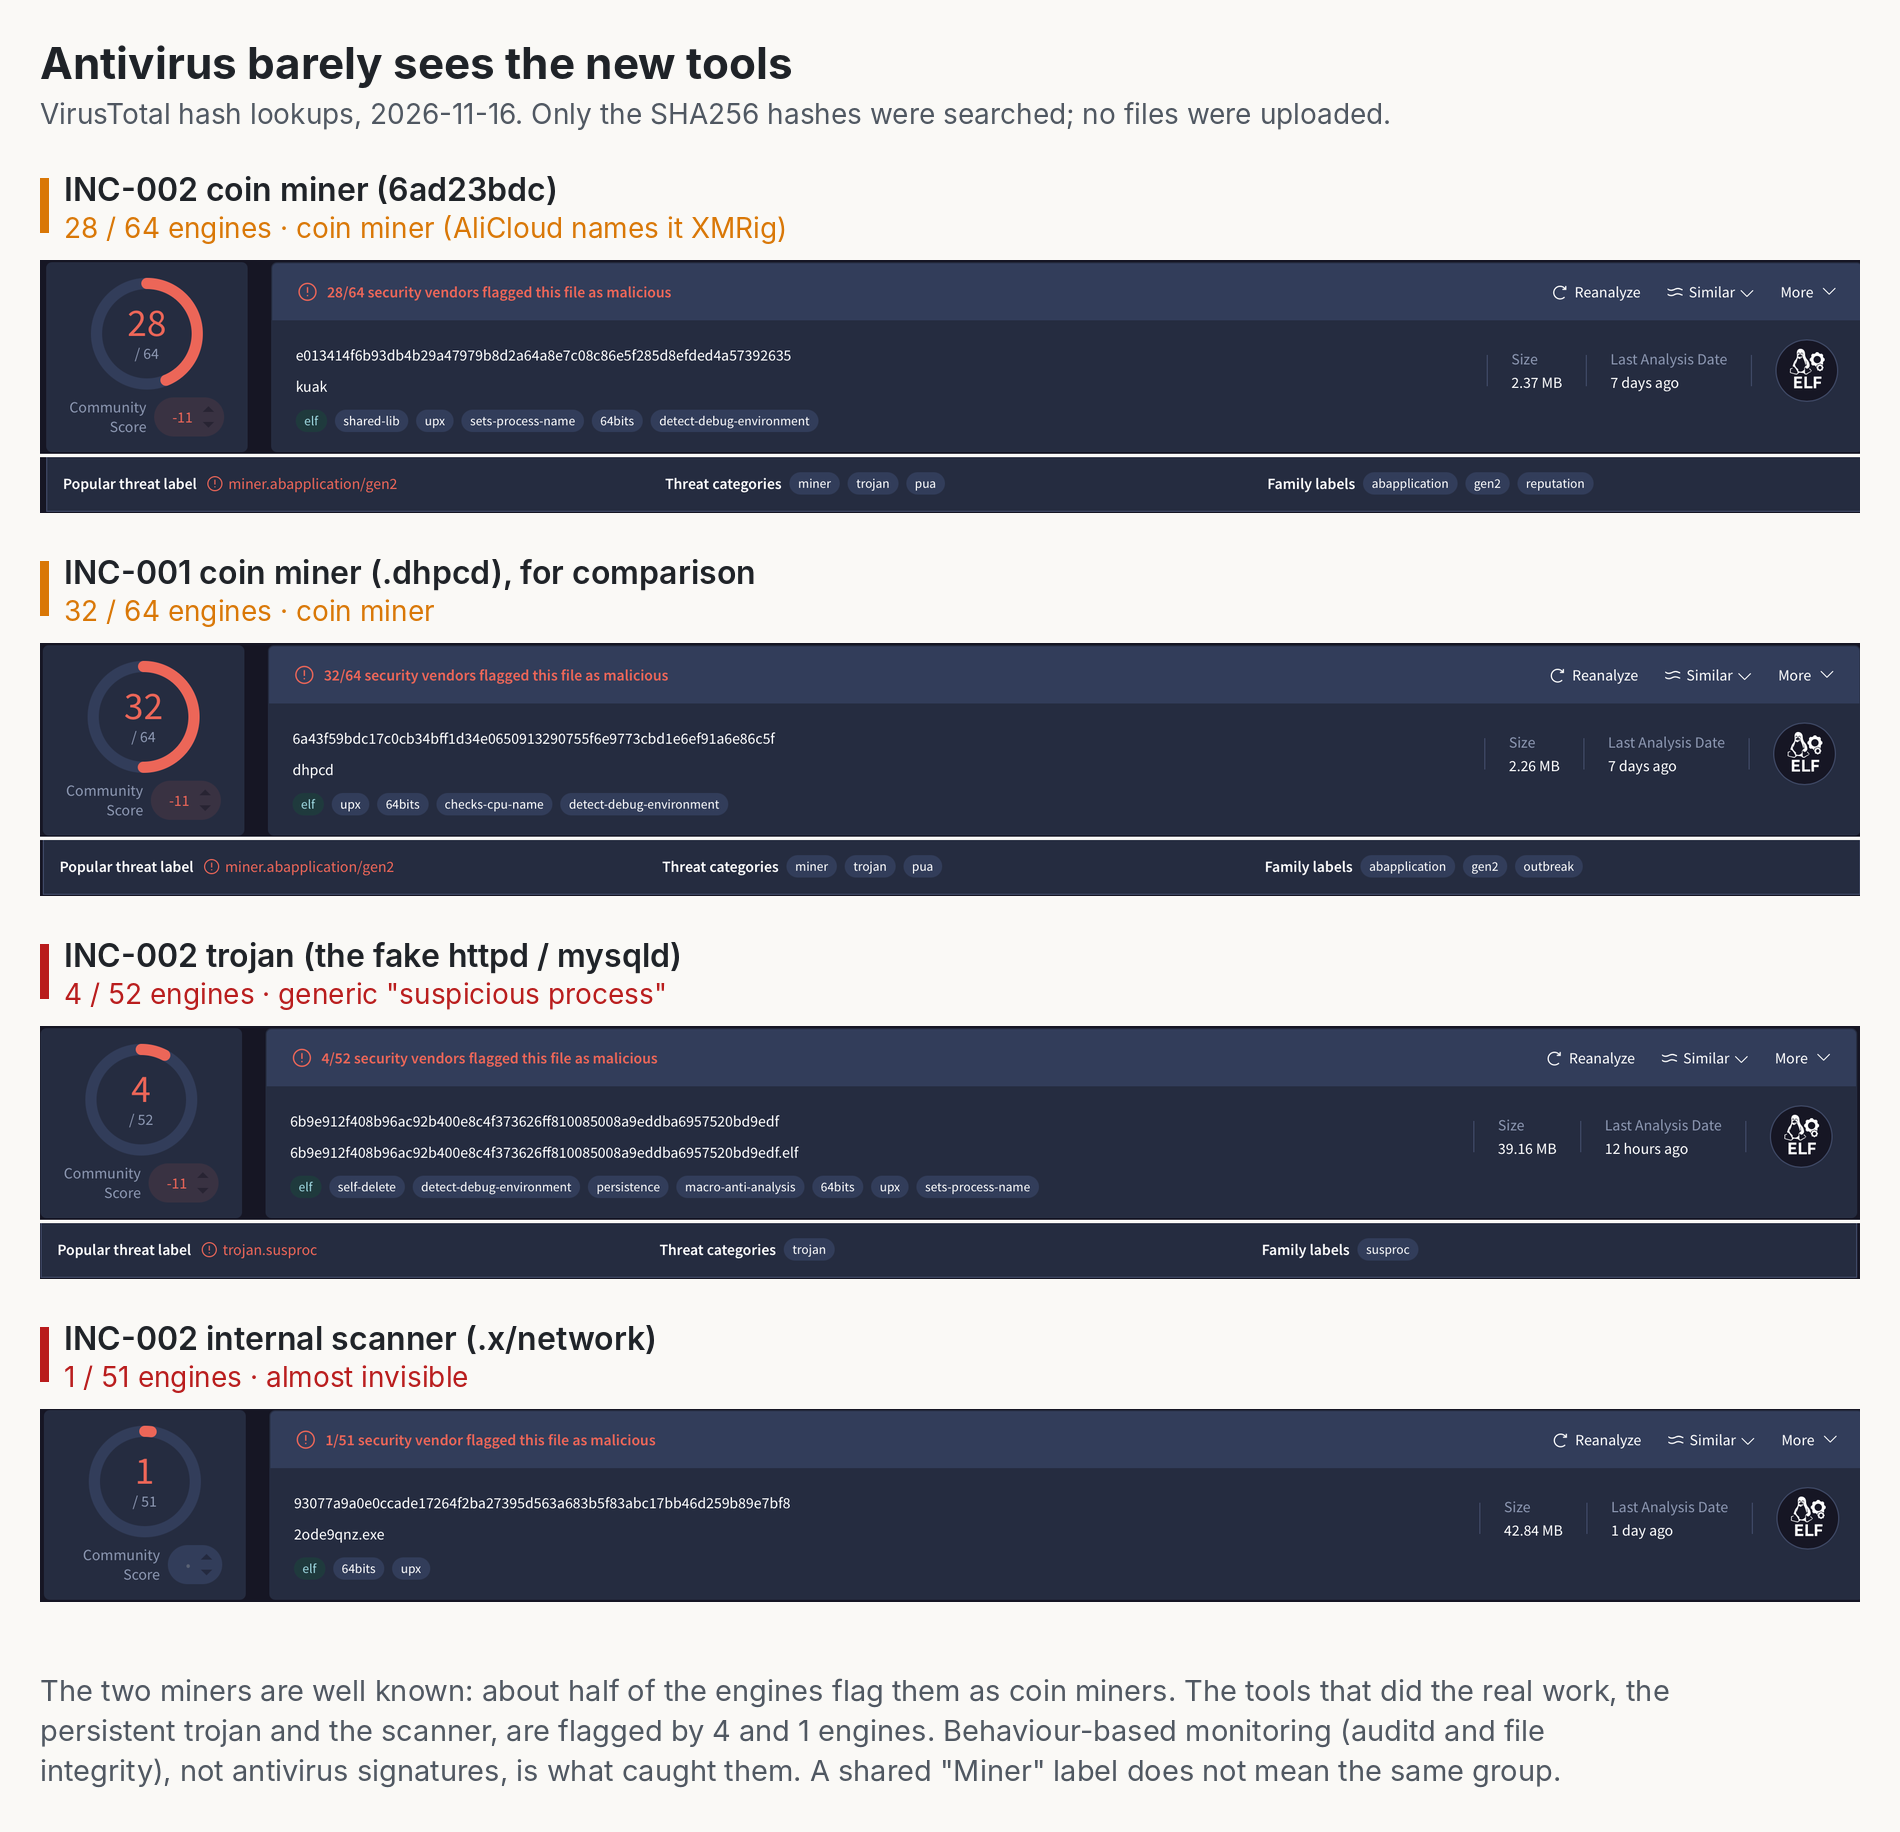 Antivirus barely sees the new tools
VirusTotal hash lookups, 2026-11-16. Only the SHA256 hashes were searched; no files were uploaded.
INC-002 coin miner (6ad23bdc)
28 / 64 engines · coin miner (AliCloud names it XMRig)
28
/ 64
Community
Score
-11
28/64 security vendors flagged this file as malicious
Reanalyze Similar More
e013414f6b93db4b29a47979b8d2a64a8e7c08c86e5f285d8efded4a57392635
kuak
elf shared-lib upx sets-process-name 64bits detect-debug-environment
Size
2.37 MB
Last Analysis Date
7 days ago
ELF
Popular threat label miner.abapplication/gen2 Threat categories miner trojan pua Family labels abapplication gen2 reputation
INC-001 coin miner (.dhpcd), for comparison
32 / 64 engines · coin miner
32
/ 64
Community
Score
-11
32/64 security vendors flagged this file as malicious
Reanalyze Similar More
6a43f59bdc17c0cb34bff1d34e0650913290755f6e9773cbd1e6ef91a6e86c5f
dhpcd
elf upx 64bits checks-cpu-name detect-debug-environment
Size
2.26 MB
Last Analysis Date
7 days ago
ELF
Popular threat label miner.abapplication/gen2 Threat categories miner trojan pua Family labels abapplication gen2 outbreak
INC-002 trojan (the fake httpd / mysqld)
4 / 52 engines · generic "suspicious process"
4
/ 52
Community
Score
-11
4/52 security vendors flagged this file as malicious
Reanalyze Similar More
6b9e912f408b96ac92b400e8c4f373626ff810085008a9eddba6957520bd9edf
6b9e912f408b96ac92b400e8c4f373626ff810085008a9eddba6957520bd9edf.elf
elf self-delete detect-debug-environment persistence macro-anti-analysis 64bits upx sets-process-name
Size
39.16 MB
Last Analysis Date
12 hours ago
ELF
Popular threat label trojan.susproc Threat categories trojan Family labels susproc
INC-002 internal scanner (.x/network)
1 / 51 engines · almost invisible
1
/ 51
Community
Score
1/51 security vendor flagged this file as malicious
Reanalyze Similar More
93077a9a0e0ccade17264f2ba27395d563a683b5f83abc17bb46d259b89e7bf8
2ode9qnz.exe
elf 64bits upx
Size
42.84 MB
Last Analysis Date
1 day ago
ELF
The two miners are well known: about half of the engines flag them as coin miners. The tools that did the real work, the
persistent trojan and the scanner, are flagged by 4 and 1 engines. Behaviour-based monitoring (auditd and file
integrity), not antivirus signatures, is what caught them. A shared "Miner" label does not mean the same group.